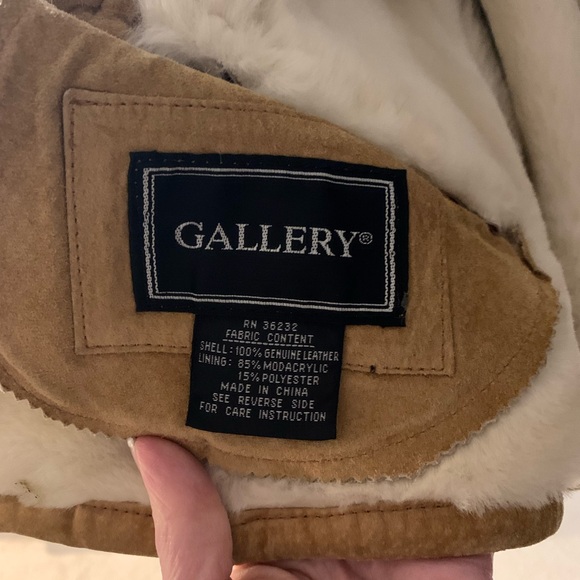 GALLERY®
RN 36232
FABRIC CONTENT
SHELL: 100% GENUINE LEATHER
LINING: 85% MODACRYLIC
15% POLYESTER
MADE IN CHINA
SEE REVERSE SIDE
FOR CARE INSTRUCTION